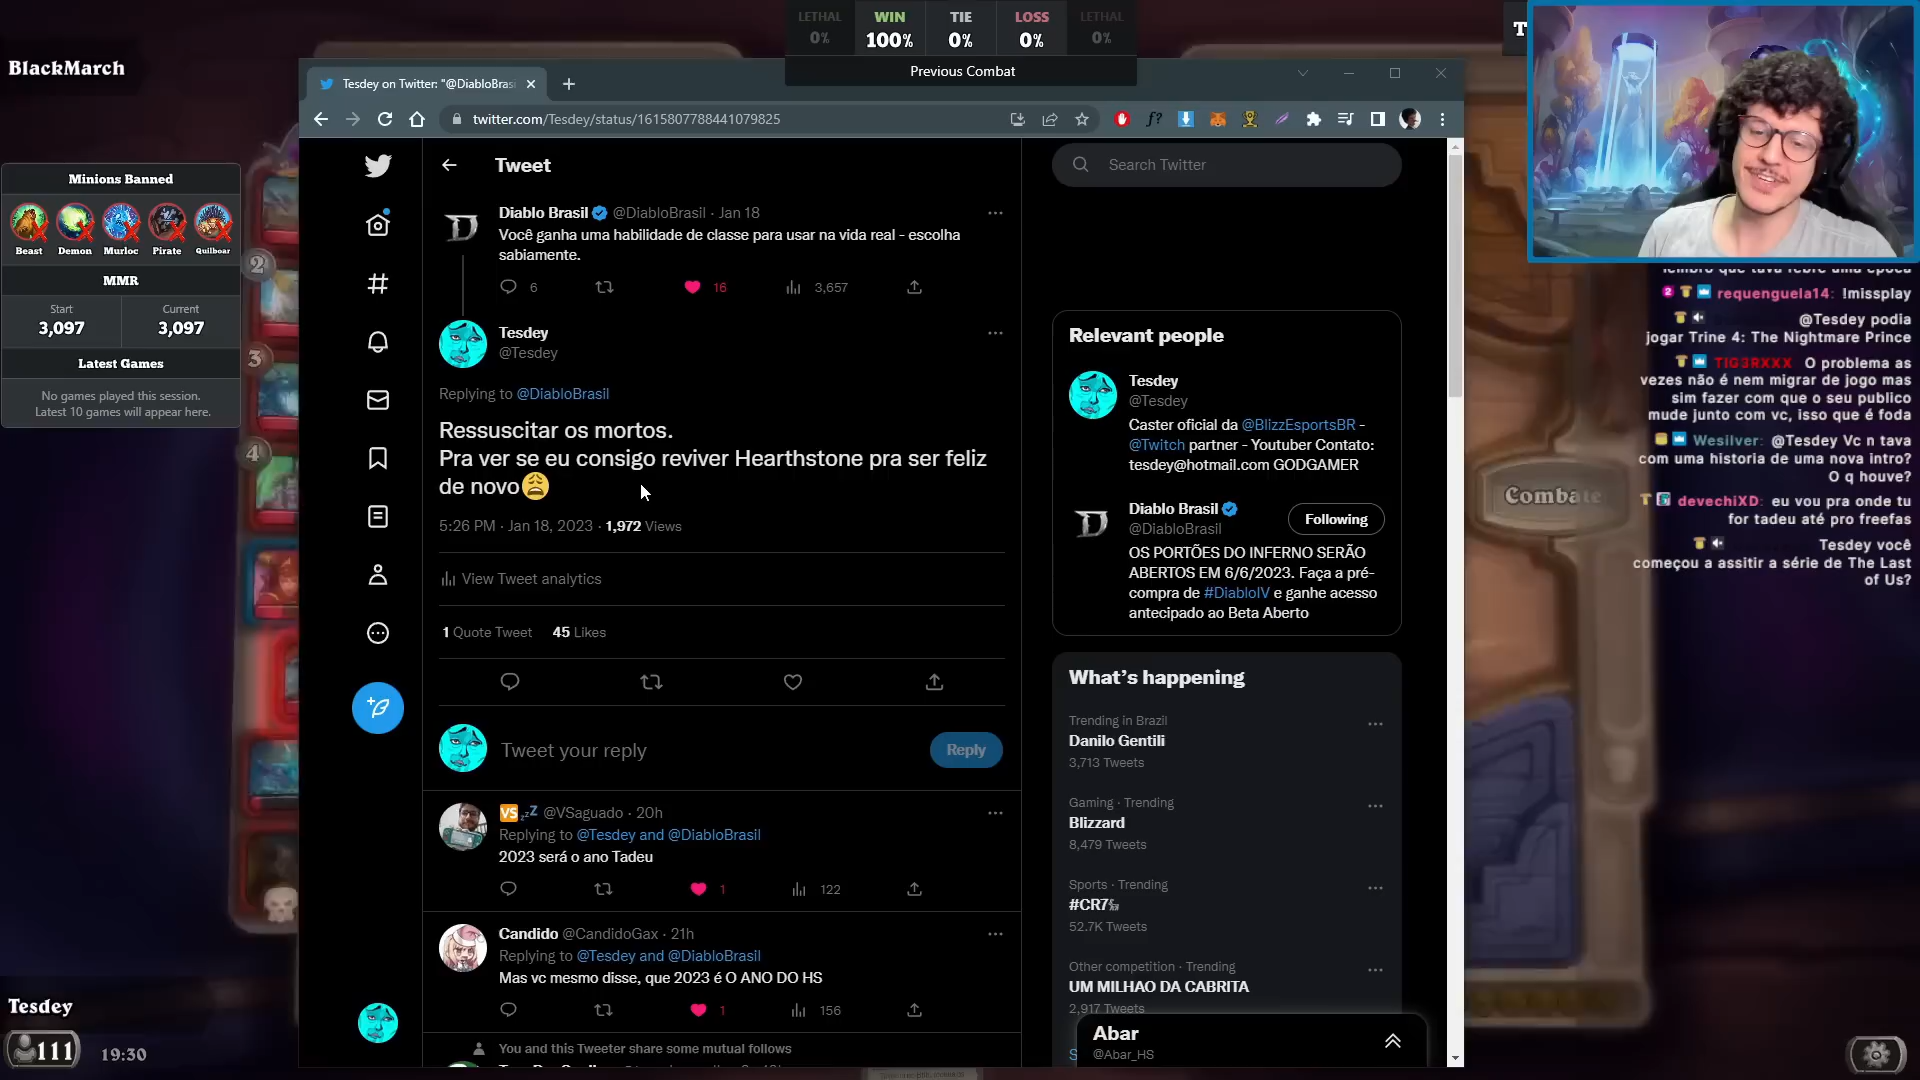 LETHAL
0%
WIN
100%
TIE
0%
LOSS
0%
LETHAL
0%
Previous Combat
BlackMarch
Minions Banned
Beast
Demon
Murloc
Pirate
Quilboar
MMR
Start
3,097
Current
3,097
Latest Games
No games played this session.
Latest 10 games will appear here.
2
3
4
Tesdey
111
19:30
Tesdey on Twitter: "@DiabloBrasi
twitter.com/Tesdey/status/1615807788441079825
Tweet
Diablo Brasil @DiabloBrasil · Jan 18
Você ganha uma habilidade de classe para usar na vida real - escolha
sabiamente.
6
16
3,657
Tesdey
@Tesdey
Replying to @DiabloBrasil
Ressuscitar os mortos.
Pra ver se eu consigo reviver Hearthstone pra ser feliz
de novo😩
5:26 PM · Jan 18, 2023 · 1,972 Views
View Tweet analytics
1 Quote Tweet 45 Likes
Tweet your reply
Reply
🆚💤 @VSaguado · 20h
Replying to @Tesdey and @DiabloBrasil
2023 será o ano Tadeu
1
122
Candido @CandidoGax · 21h
Replying to @Tesdey and @DiabloBrasil
Mas vc mesmo disse, que 2023 é O ANO DO HS
1
156
You and this Tweeter share some mutual follows
Search Twitter
Relevant people
Tesdey
@Tesdey
Caster oficial da @BlizzEsportsBR -
@Twitch partner - Youtuber Contato:
tesdey@hotmail.com GODGAMER
Diablo Brasil
@DiabloBrasil
Following
OS PORTÕES DO INFERNO SERÃO
ABERTOS EM 6/6/2023. Faça a pré-
compra de #DiabloIV e ganhe acesso
antecipado ao Beta Aberto
What's happening
Trending in Brazil
Danilo Gentili
3,713 Tweets
Gaming · Trending
Blizzard
8,479 Tweets
Sports · Trending
#CR7
52.7K Tweets
Other competition · Trending
UM MILHAO DA CABRITA
2,917 Tweets
Abar
@Abar_HS
Combate
T
lembro que tava febre uma epoca
2 requenguela14: !missplay
@Tesdey podia
jogar Trine 4: The Nightmare Prince
TIG3RXXX O problema as
vezes não é nem migrar de jogo mas
sim fazer com que o seu publico
mude junto com vc, isso que é foda
Wesilver: @Tesdey Vc n tava
com uma historia de uma nova intro?
O q houve?
devechiXD: eu vou pra onde tu
for tadeu até pro freefas
Tesdey você
começou a assitir a série de The Last
of Us?